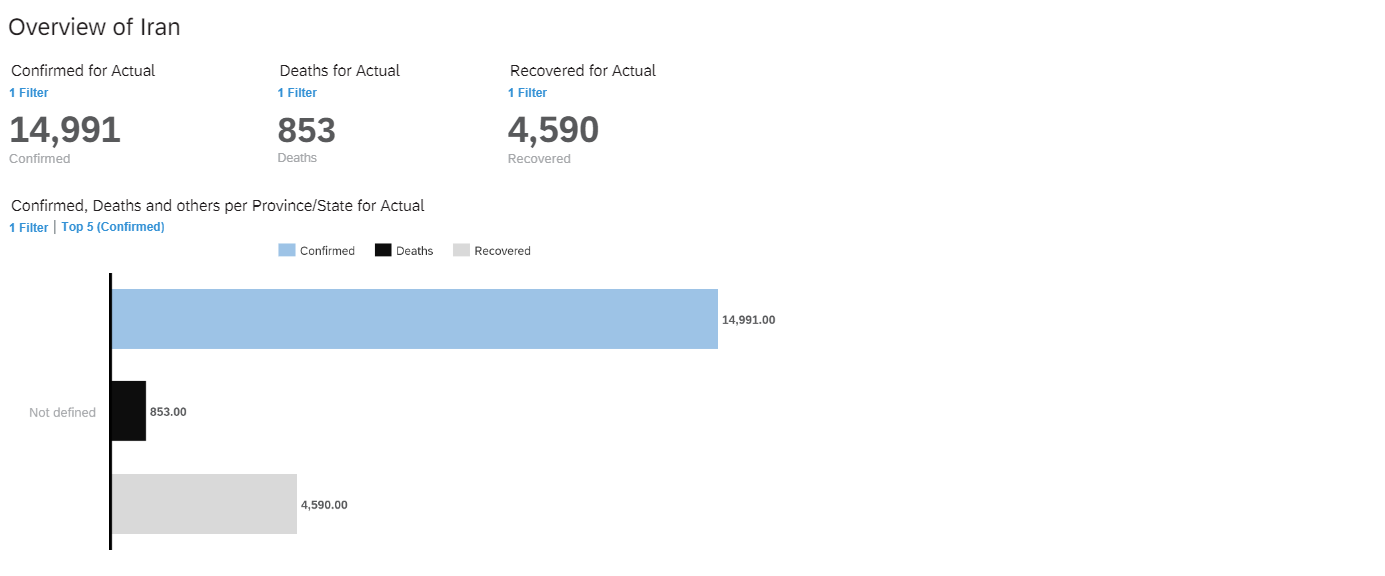 Overview of Iran
Confirmed for Actual
1 Filter
14,991
Confirmed
Deaths for Actual
1 Filter
853
Deaths
Recovered for Actual
1 Filter
4,590
Recovered
Confirmed, Deaths and others per Province/State for Actual
1 Filter | Top 5 (Confirmed)
Confirmed Deaths Recovered
14,991.00
Not defined 853.00
4,590.00